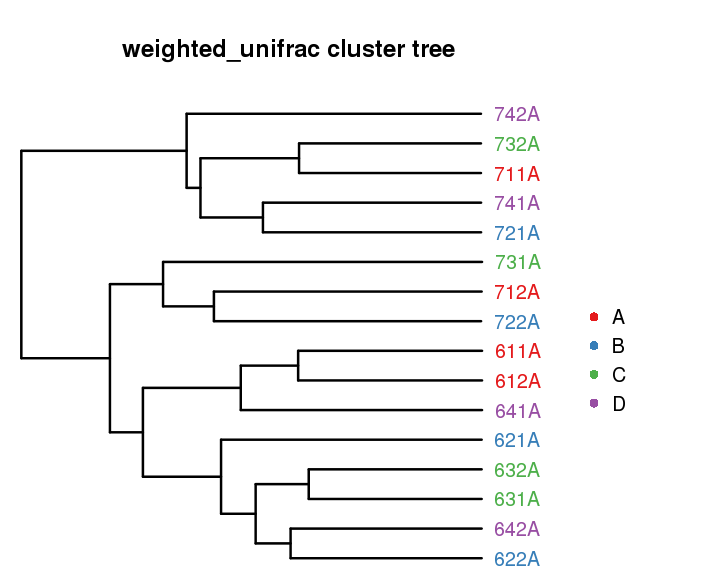 weighted_unifrac cluster tree
742A
732A
711A
741A
721A
731A
712A
722A
611A
612A
641A
621A
632A
631A
642A
622A
A
B
C
D